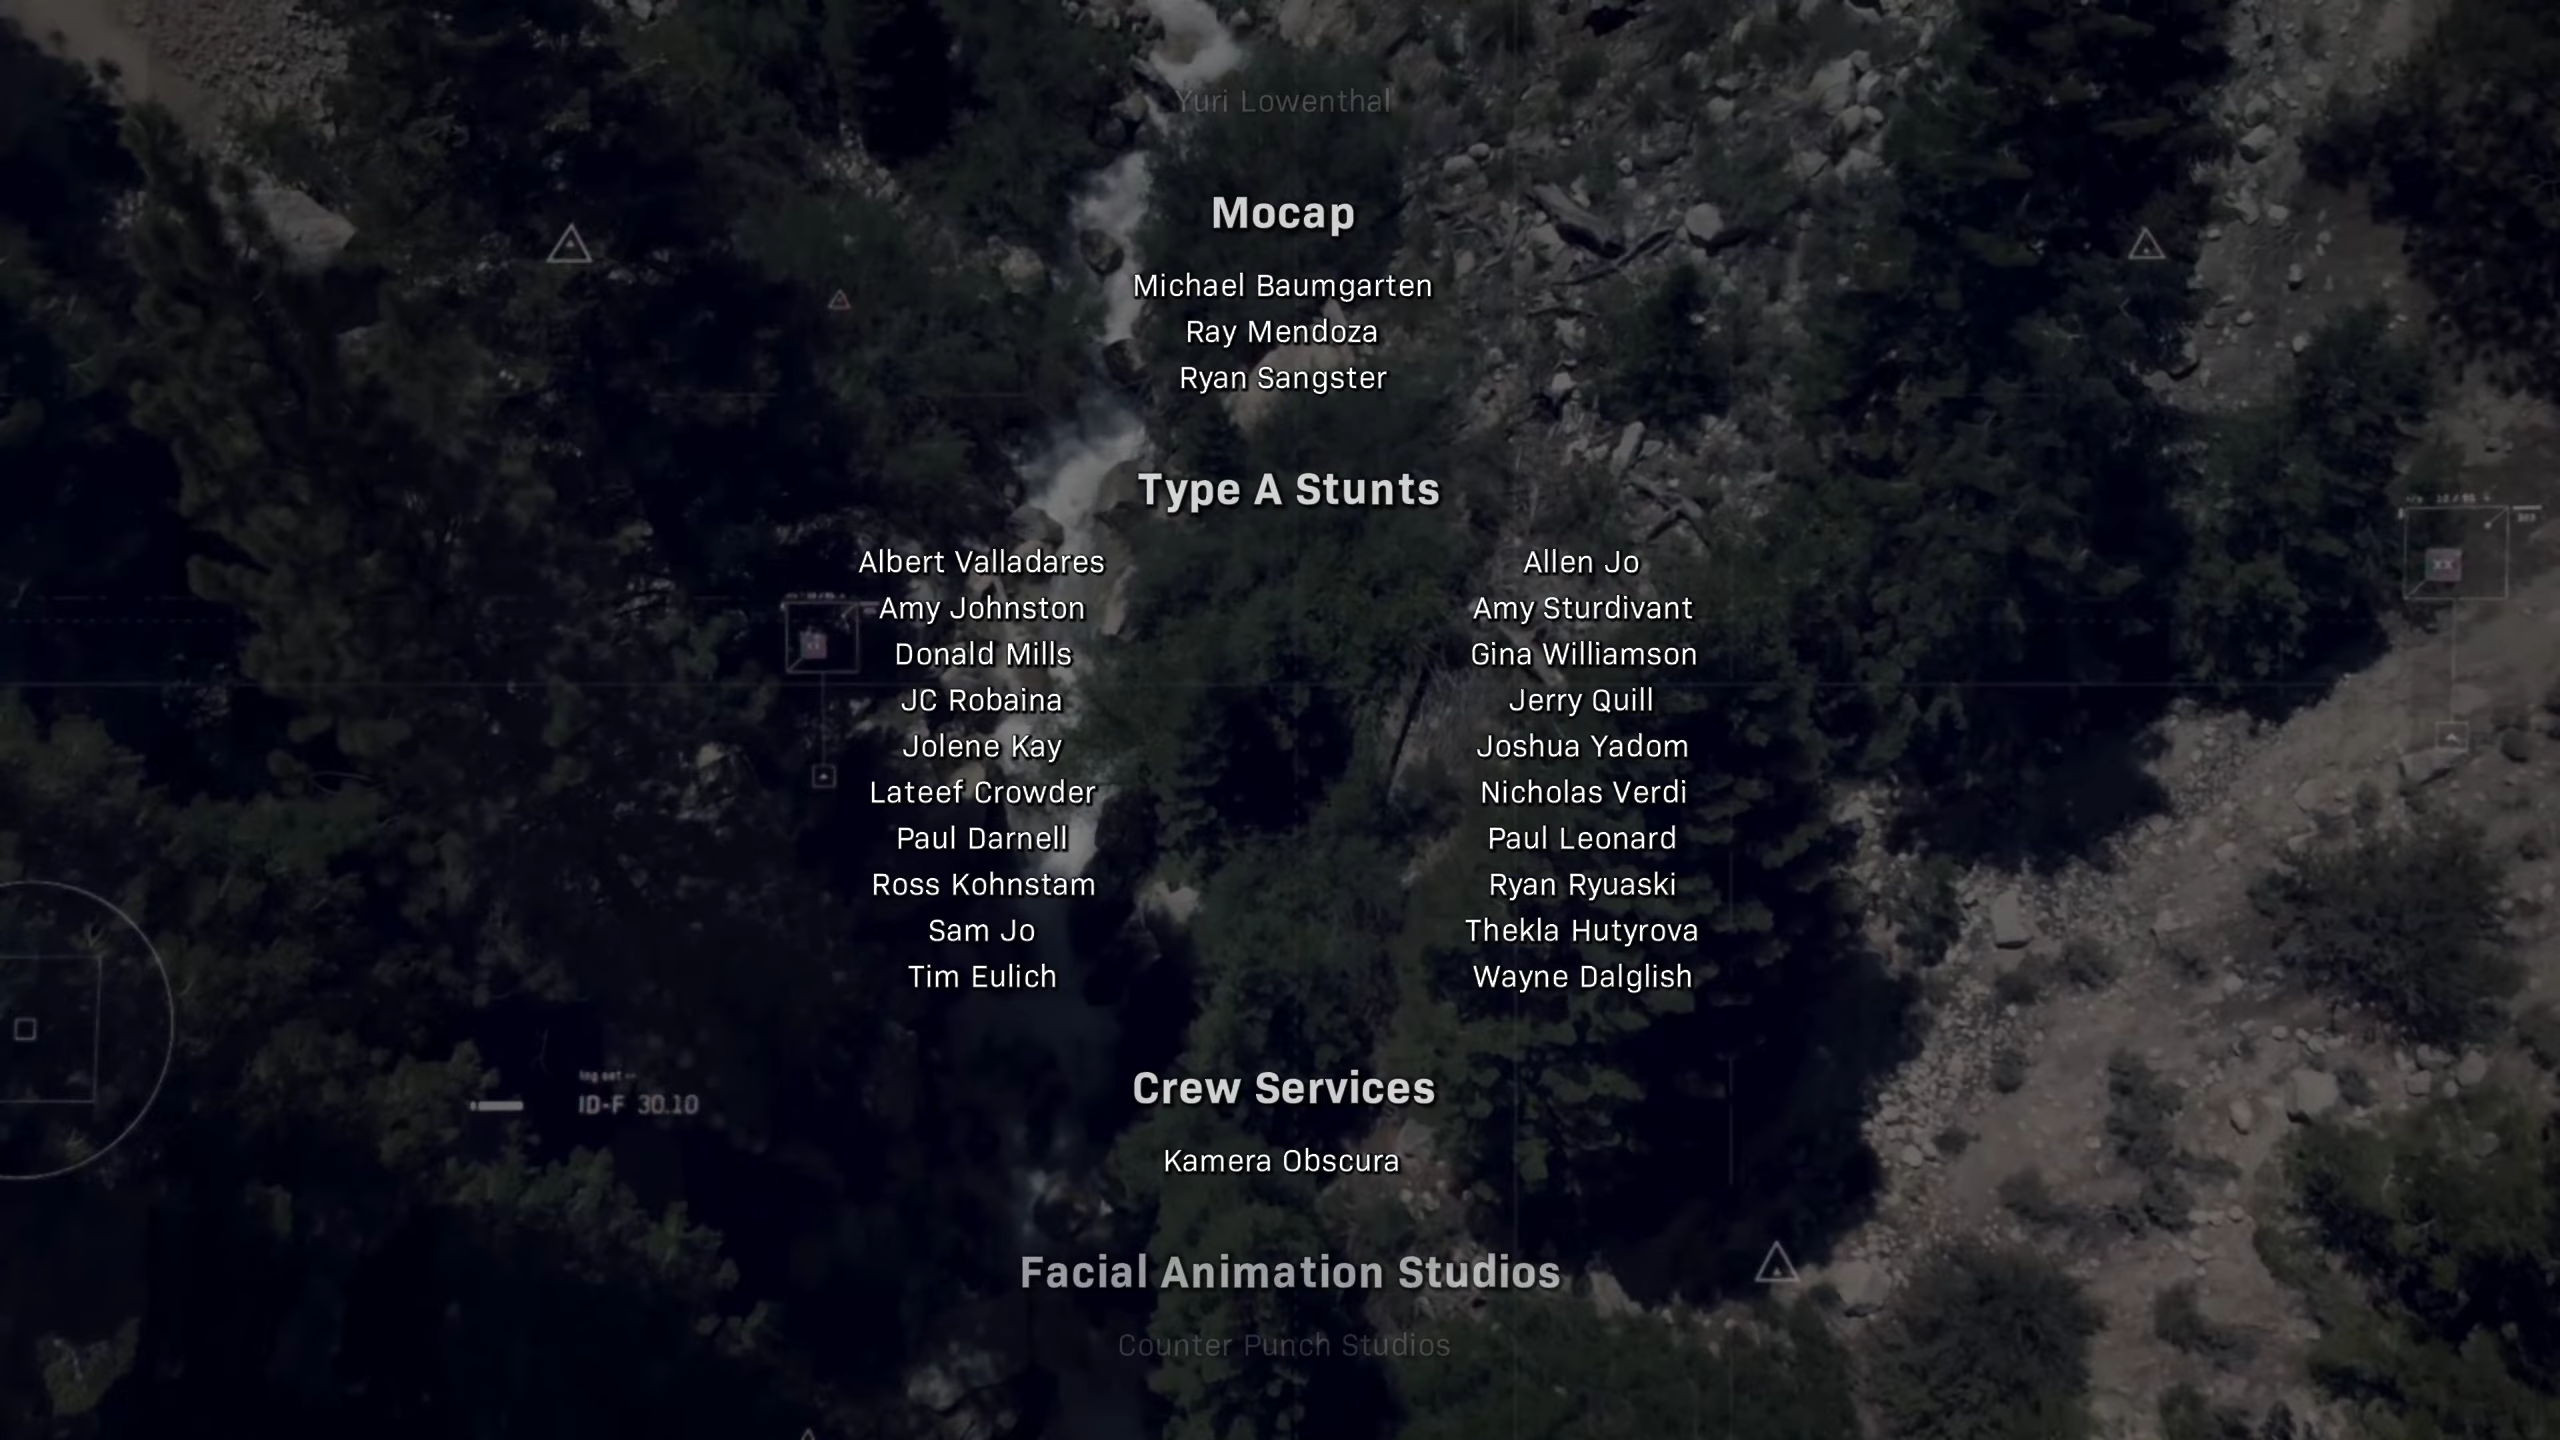 Yuri Lowenthal
Mocap
Michael Baumgarten
Ray Mendoza
Ryan Sangster
Type A Stunts
Albert Valladares
Allen Jo
Amy Johnston
Amy Sturdivant
Donald Mills
Gina Williamson
JC Robaina
Jerry Quill
Jolene Kay
Joshua Yadom
Lateef Crowder
Nicholas Verdi
Paul Darnell
Paul Leonard
Ross Kohnstam
Ryan Ryuaski
Sam Jo
Thekla Hutyrova
Tim Eulich
Wayne Dalglish
ID-F 30.10
Crew Services
Kamera Obscura
Facial Animation Studios
Counter Punch Studios